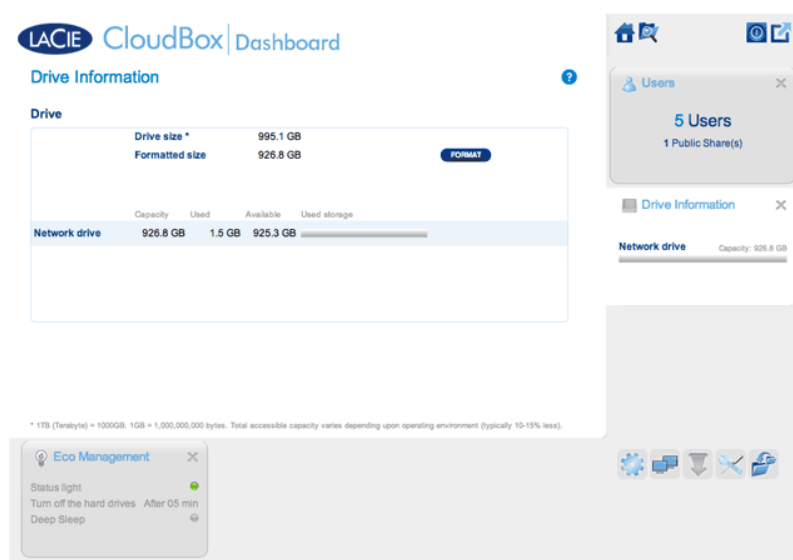 LACIE CloudBox Dashboard
Drive Information
?
Drive
Drive size * 995.1 GB
Formatted size 926.8 GB FORMAT
Capacity Used Available Used storage
Network drive 926.8 GB 1.5 GB 925.3 GB
* 1TB (Terabyte) = 1000GB. 1GB = 1,000,000,000 bytes. Total accessible capacity varies depending upon operating environment (typically 10-15% less).
Users
5 Users
1 Public Share(s)
Drive Information
Network drive Capacity: 926.8 GB
Eco Management
Status light
Turn off the hard drives After 05 min
Deep Sleep